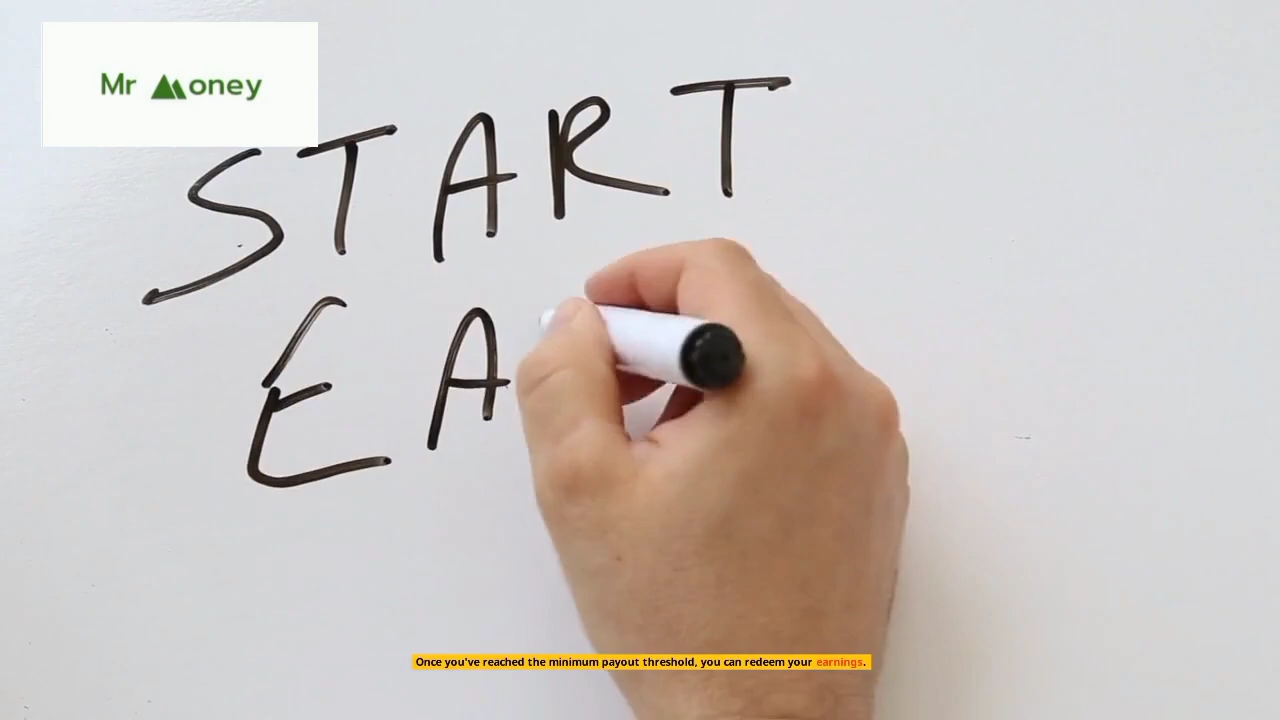 Mr Money
START
EA
Once you've reached the minimum payout threshold, you can redeem your earnings.